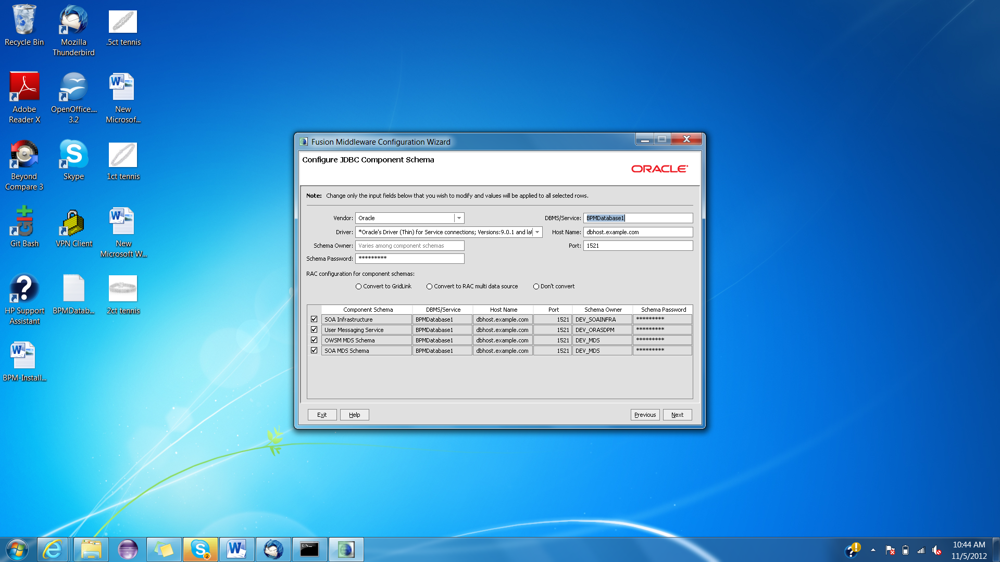 Recycle Bin
Mozilla
Thunderbird
.5ct tennis
Adobe
Reader X
OpenOffice....
3.2
New
Microsof...
Beyond
Compare 3
Skype
1ct tennis
Git Bash
VPN Client
New
Microsoft W...
HP Support
Assistant
BPMDatab...
2ct tennis
BPM-Install...
Fusion Middleware Configuration Wizard
Configure JDBC Component Schema
ORACLE
Note: Change only the input fields below that you wish to modify and values will be applied to all selected rows.
Vendor: Oracle
DBMS/Service: BPMDatabase1
Driver: *Oracle's Driver (Thin) for Service connections; Versions:9.0.1 and lat
Host Name: dbhost.example.com
Schema Owner: Varies among component schemas
Port: 1521
Schema Password: *********
RAC configuration for component schemas:
Convert to GridLink Convert to RAC multi data source Don't convert
Component Schema DBMS/Service Host Name Port Schema Owner Schema Password
SOA Infrastructure BPMDatabase1 dbhost.example.com 1521 DEV_SOAINFRA *********
User Messaging Service BPMDatabase1 dbhost.example.com 1521 DEV_ORASDPM *********
OWSM MDS Schema BPMDatabase1 dbhost.example.com 1521 DEV_MDS *********
SOA MDS Schema BPMDatabase1 dbhost.example.com 1521 DEV_MDS *********
Exit Help Previous Next
2
10:44 AM
11/5/2012